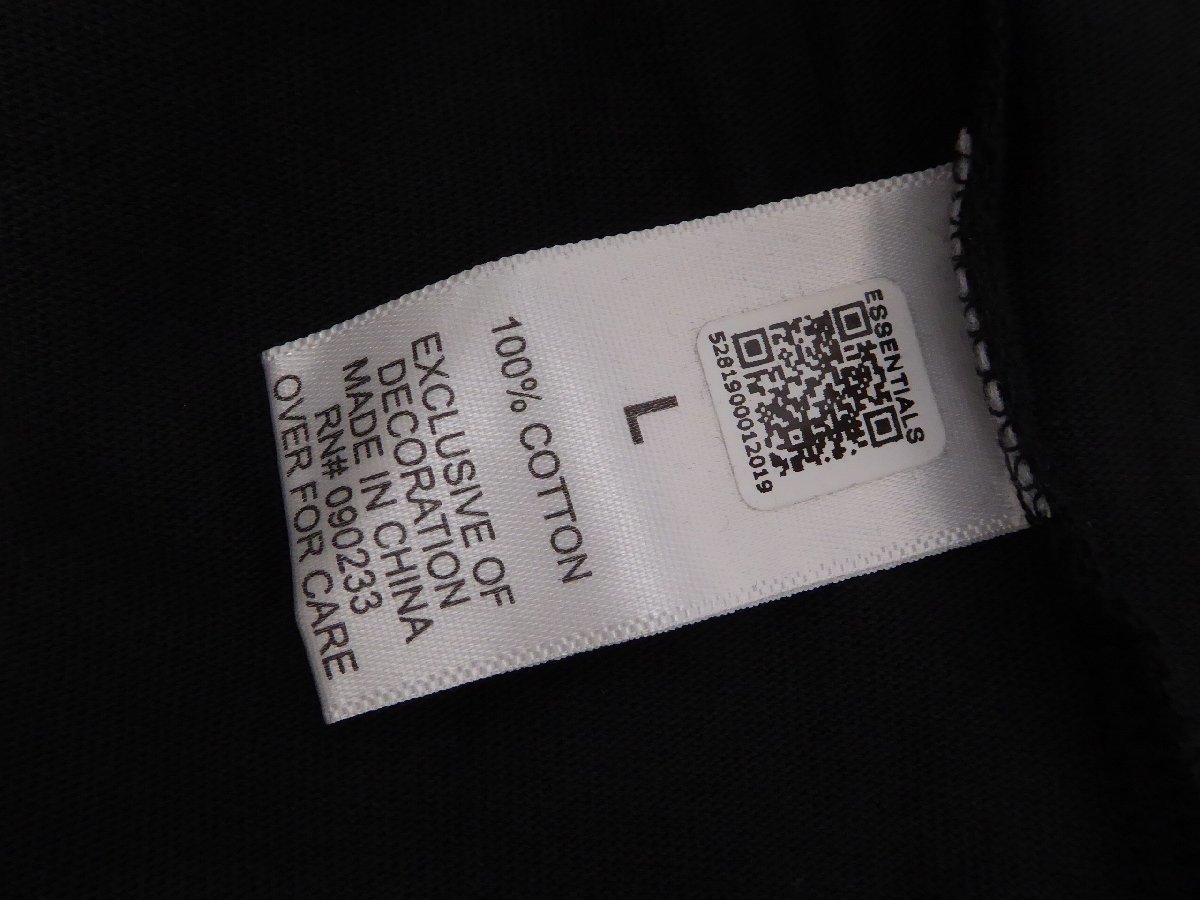 ESSENTIALS
5281900012019
L
100% COTTON
EXCLUSIVE OF
DECORATION
MADE IN CHINA
RN# 090233
OVER FOR CARE